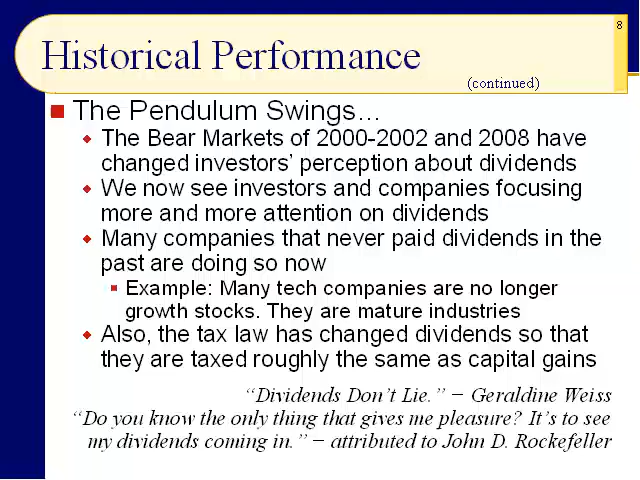 8
Historical Performance
(continued)
The Pendulum Swings...
The Bear Markets of 2000-2002 and 2008 have
changed investors' perception about dividends
We now see investors and companies focusing
more and more attention on dividends
Many companies that never paid dividends in the
past are doing so now
Example: Many tech companies are no longer
growth stocks. They are mature industries
Also, the tax law has changed dividends so that
they are taxed roughly the same as capital gains
“Dividends Don't Lie.” – Geraldine Weiss
“Do you know the only thing that gives me pleasure? It's to see
my dividends coming in.” – attributed to John D. Rockefeller